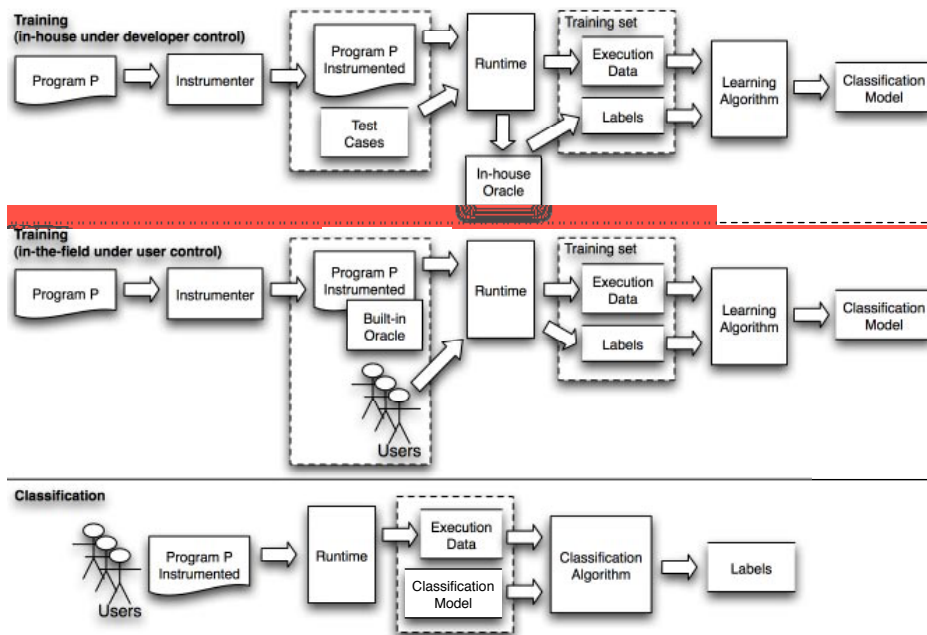 Training
(in-house under developer control)
Program P
Instrumenter
Program P
Instrumented
Test
Cases
Runtime
In-house
Oracle
Training set
Execution
Data
Labels
Learning
Algorithm
Classification
Model
Training
(in-the-field under user control)
Program P
Instrumenter
Program P
Instrumented
Built-in
Oracle
Users
Runtime
Training set
Execution
Data
Labels
Learning
Algorithm
Classification
Model
Classification
Users
Program P
Instrumented
Runtime
Execution
Data
Classification
Model
Classification
Algorithm
Labels